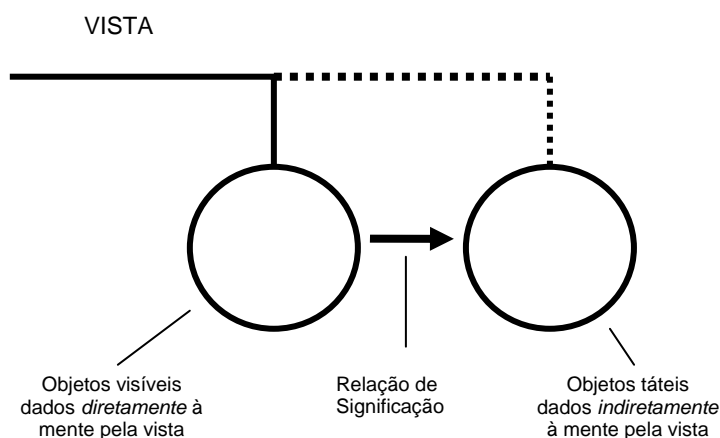 VISTA
Objetos visíveis
dados diretamente à
mente pela vista
Relação de
Significação
Objetos táteis
dados indiretamente
à mente pela vista